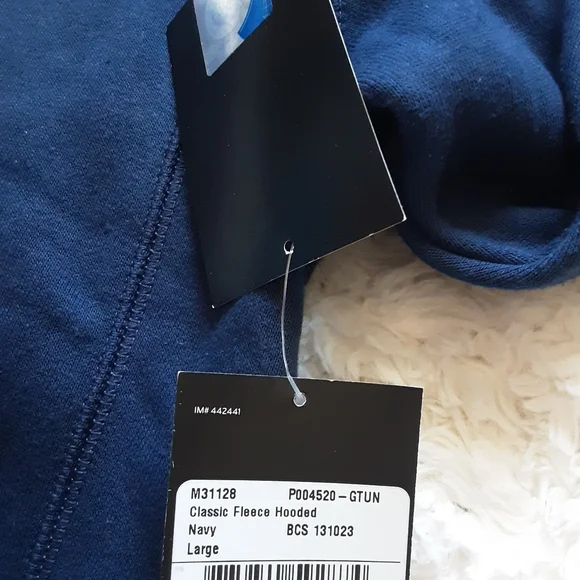 IM# 442441
M31128 P004520-GTUN
Classic Fleece Hooded
Navy BCS 131023
Large